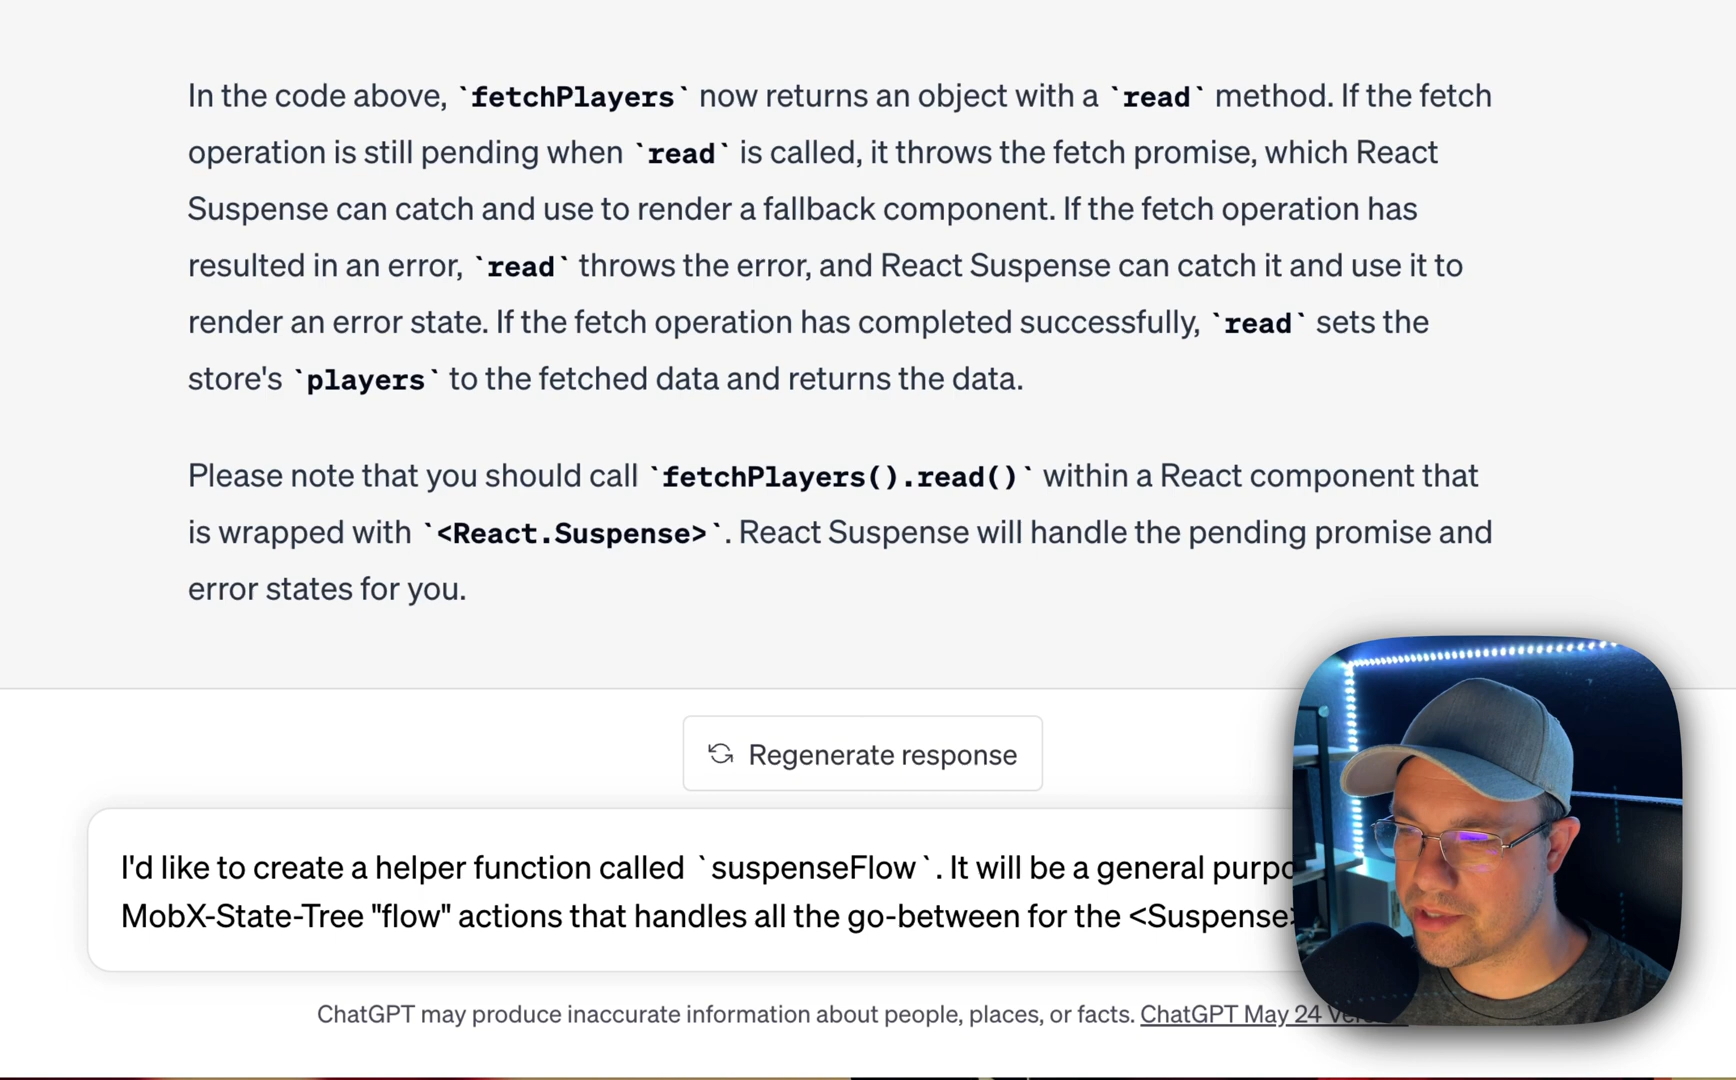 In the code above, `fetchPlayers` now returns an object with a `read` method. If the fetch
operation is still pending when `read` is called, it throws the fetch promise, which React
Suspense can catch and use to render a fallback component. If the fetch operation has
resulted in an error, `read` throws the error, and React Suspense can catch it and use it to
render an error state. If the fetch operation has completed successfully, `read` sets the
store's `players` to the fetched data and returns the data.
Please note that you should call `fetchPlayers().read()` within a React component that
is wrapped with `<React.Suspense>`. React Suspense will handle the pending promise and
error states for you.
Regenerate response
I'd like to create a helper function called `suspenseFlow`. It will be a general
MobX-State-Tree "flow" actions that handles all the go-between for the <Suspense>
ChatGPT may produce inaccurate information about people, places, or facts. ChatGPT May 24